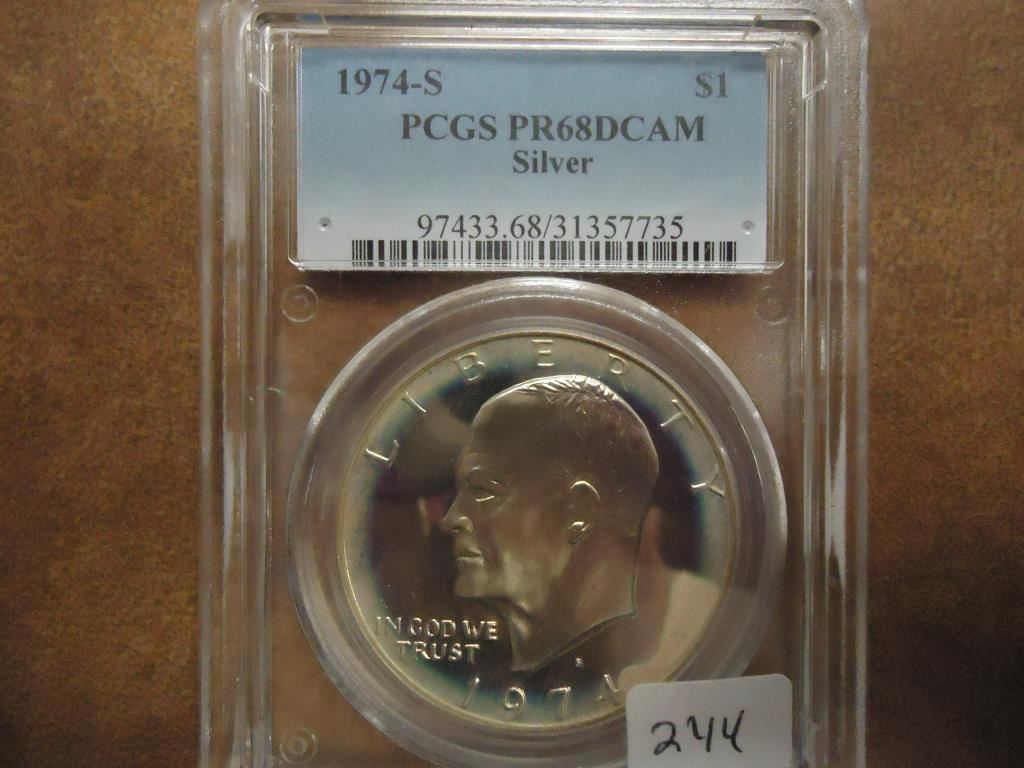 1974-S $1
PCGS PR68DCAM
Silver
97433.68/31357735
LIBERTY
IN GOD WE
TRUST
S
1974
244